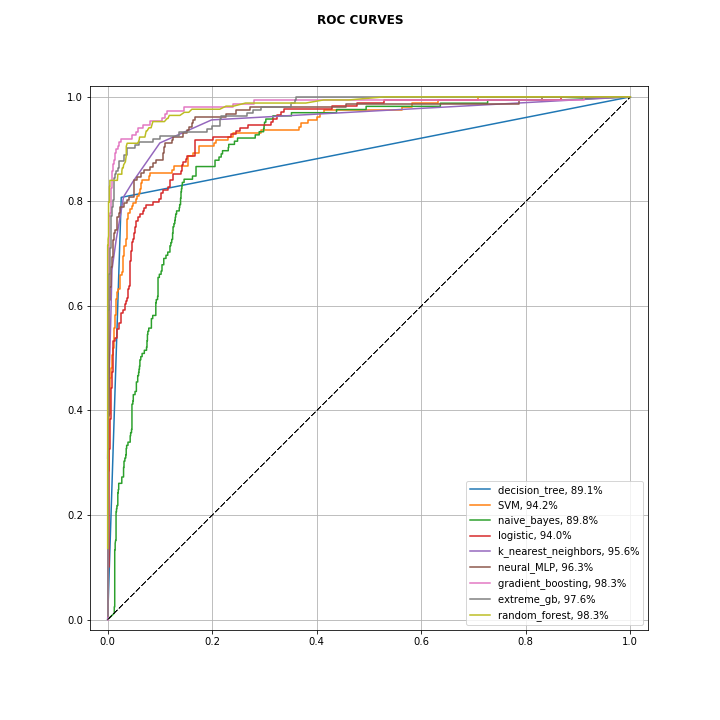 ROC CURVES
1.0
0.8
0.6
0.4
0.2
0.0
0.0 0.2 0.4 0.6 0.8 1.0
decision_tree, 89.1%
SVM, 94.2%
naive_bayes, 89.8%
logistic, 94.0%
k_nearest_neighbors, 95.6%
neural_MLP, 96.3%
gradient_boosting, 98.3%
extreme_gb, 97.6%
random_forest, 98.3%